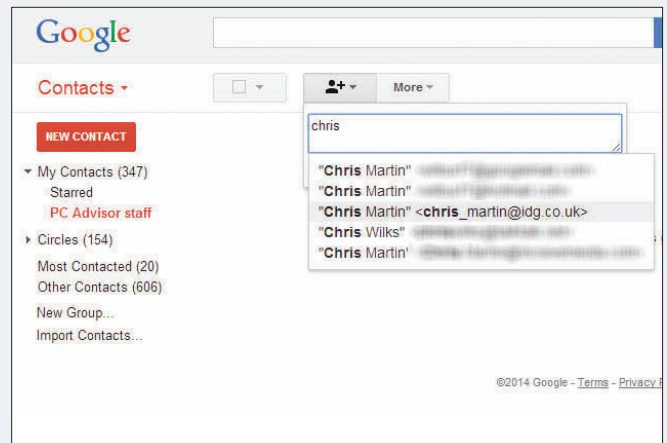 Google
Contacts
More
NEW CONTACT
chris
My Contacts (347)
Starred
PC Advisor staff
Circles (154)
Most Contacted (20)
Other Contacts (606)
New Group...
Import Contacts...
"Chris Martin"
"Chris Martin"
"Chris Martin" <chris_martin@idg.co.uk>
"Chris Wilks"
"Chris Martin'
©2014 Google - Terms - Privacy